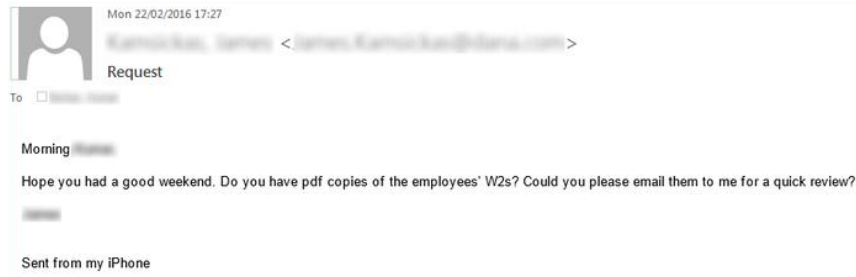 Mon 22/02/2016 17:27
< >
Request
To
Morning
Hope you had a good weekend. Do you have pdf copies of the employees' W2s? Could you please email them to me for a quick review?
Sent from my iPhone